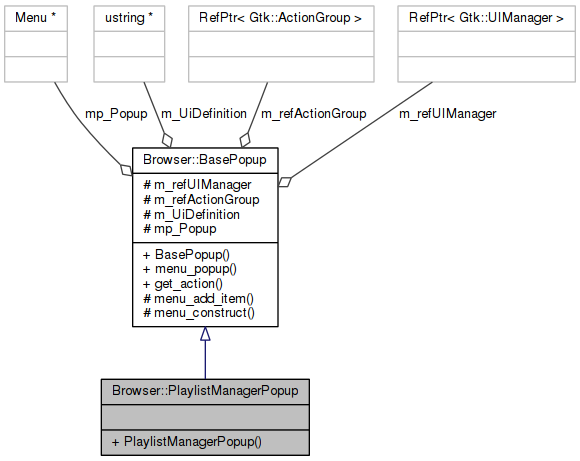 Menu *
ustring *
RefPtr< Gtk::ActionGroup >
RefPtr< Gtk::UIManager >
mp_Popup
m_UiDefinition
m_refActionGroup
m_refUIManager
Browser::BasePopup
# m_refUIManager
# m_refActionGroup
# m_UiDefinition
# mp_Popup
+ BasePopup()
+ menu_popup()
+ get_action()
# menu_add_item()
# menu_construct()
Browser::PlaylistManagerPopup
+ PlaylistManagerPopup()